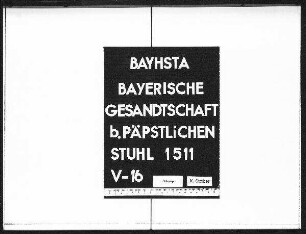 BAYHSTA
BAYERISCHE
GESANDTSCHAFT
b. PÄPSTLiCHEN
STUHL 1511
V-16